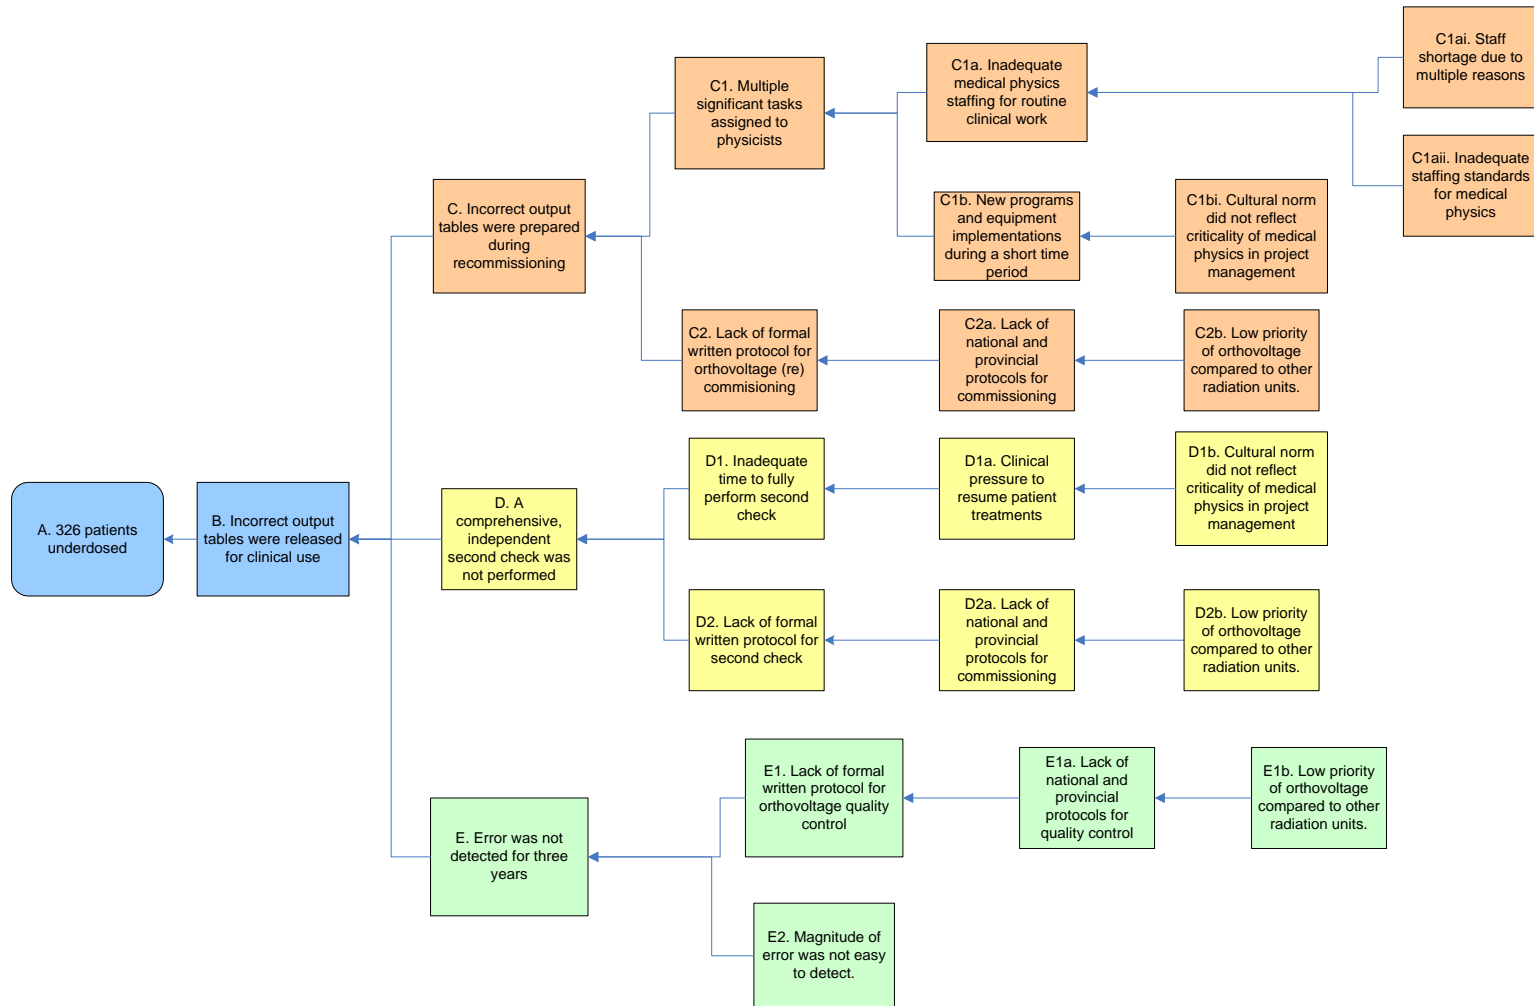 A. 326 patients
underdosed
B. Incorrect output
tables were released
for clinical use
C. Incorrect output
tables were prepared
during
recommissioning
C1. Multiple
significant tasks
assigned to
physicists
C1a. Inadequate
medical physics
staffing for routine
clinical work
C1ai. Staff
shortage due to
multiple reasons
C1aii. Inadequate
staffing standards
for medical
physics
C1b. New programs
and equipment
implementations
during a short time
period
C1bi. Cultural norm
did not reflect
criticality of medical
physics in project
management
C2. Lack of formal
written protocol for
orthovoltage (re)
commisioning
C2a. Lack of
national and
provincial
protocols for
commissioning
C2b. Low priority
of orthovoltage
compared to other
radiation units.
D. A
comprehensive,
independent
second check was
not performed
D1. Inadequate
time to fully
perform second
check
D1a. Clinical
pressure to
resume patient
treatments
D1b. Cultural norm
did not reflect
criticality of medical
physics in project
management
D2. Lack of formal
written protocol for
second check
D2a. Lack of
national and
provincial
protocols for
commissioning
D2b. Low priority
of orthovoltage
compared to other
radiation units.
E. Error was not
detected for three
years
E1. Lack of formal
written protocol for
orthovoltage quality
control
E1a. Lack of
national and
provincial
protocols for
quality control
E1b. Low priority
of orthovoltage
compared to other
radiation units.
E2. Magnitude of
error was not easy
to detect.